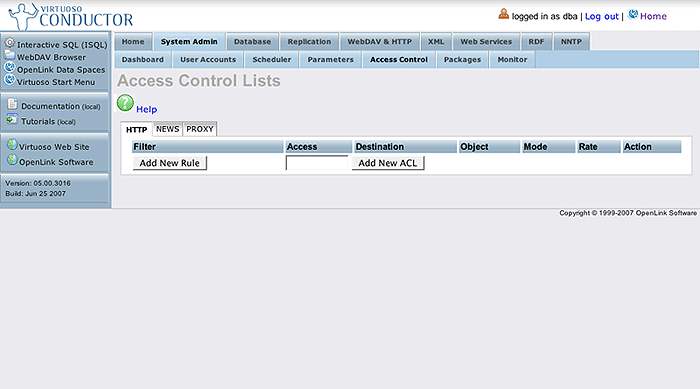 VIRTUOSO
CONDUCTOR
logged in as dba | Log out | Home
Interactive SQL (ISQL)
WebDAV Browser
OpenLink Data Spaces
Virtuoso Start Menu
Documentation (local)
Tutorials (local)
Virtuoso Web Site
OpenLink Software
Version: 05.00.3016
Build: Jun 25 2007
Home System Admin Database Replication WebDAV & HTTP XML Web Services RDF NNTP
Dashboard User Accounts Scheduler Parameters Access Control Packages Monitor
Access Control Lists
Help
HTTP NEWS PROXY
Filter Access Destination Object Mode Rate Action
Add New Rule Add New ACL
Copyright © 1999-2007 OpenLink Software